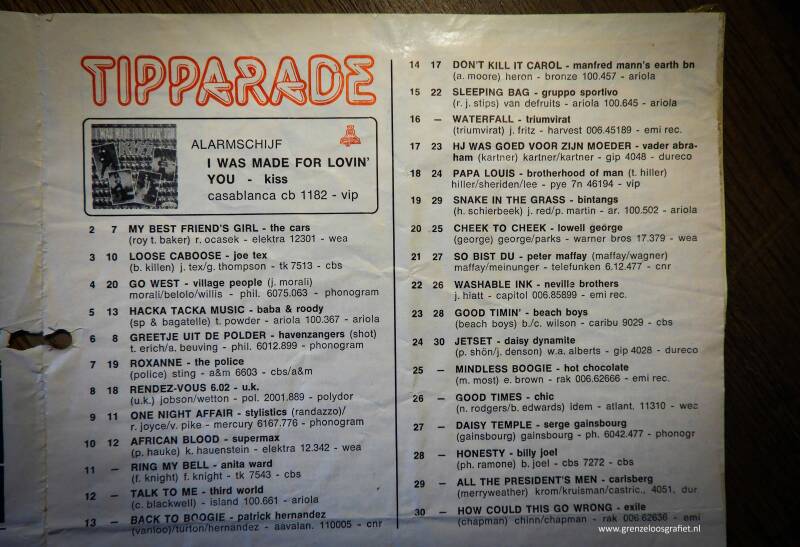 TIPPARADE
ALARMSCHIJF
I WAS MADE FOR LOVIN'
YOU - kiss
casablanca cb 1182 - vip
2 7 MY BEST FRIEND'S GIRL - the cars
(roy t. baker) r. ocasek - elektra 12301 - wea
3 10 LOOSE CABOOSE - joe tex
(b. killen) j. tex/g. thompson - tk 7513 - cbs
4 20 GO WEST - village people (j. morali)
morali/belolo/willis - phil. 6075.063 - phonogram
5 13 HACKA TACKA MUSIC - baba & roody
(sp & bagatelle) t. powder - ariola 100.367 - ariola
6 8 GREETJE UIT DE POLDER - havenzangers (shot)
t. erich/a. beuving - phil. 6012.899 - phonogram
7 19 ROXANNE - the police
(police) sting - a&m 6603 - cbs/a&m
8 18 RENDEZ-VOUS 6.02 - u.k.
(u.k.) jobson/wetton - pol. 2001.889 - polydor
9 11 ONE NIGHT AFFAIR - stylistics (randazzo)/
r. joyce/v. pike - mercury 6167.776 - phonogram
10 12 AFRICAN BLOOD - supermax
(p. hauke) k. hauenstein - elektra 12.342 - wea
11 — RING MY BELL - anita ward
(f. knight) f. knight - tk 7543 - cbs
12 — TALK TO ME - third world
(c. blackwell) - island 100.661 - ariola
13 — BACK TO BOOGIE - patrick hernandez
(vanloo)/turton/hernandez - aavalan. 110005 - cnr
14 17 DON'T KILL IT CAROL - manfred mann's earth bn
(a. moore) heron - bronze 100.457 - ariola
15 22 SLEEPING BAG - gruppo sportivo
(r. j. stips) van defruits - ariola 100.645 - ariola
16 — WATERFALL - triumvirat
(triumvirat) j. fritz - harvest 006.45189 - emi rec.
17 23 HJ WAS GOED VOOR ZIJN MOEDER - vader abra-
ham (kartner) kartner/kartner - gip 4048 - dureco
18 24 PAPA LOUIS - brotherhood of man (t. hiller)
hiller/sheriden/lee - pye 7n 46194 - vip
19 29 SNAKE IN THE GRASS - bintangs
(h. schierbeek) j. red/p. martin - ar. 100.502 - ariola
20 25 CHEEK TO CHEEK - lowell george
(george) george/parks - warner bros 17.379 - wea
21 27 SO BIST DU - peter maffay (maffay/wagner)
maffay/meinunger - telefunken 6.12.477 - cnr
22 26 WASHABLE INK - neville brothers
j. hiatt - capitol 006.85899 - emi rec.
23 28 GOOD TIMIN' - beach boys
(beach boys) b./c. wilson - caribu 9029 - cbs
24 30 JETSET - daisy dynamite
(p. shön/j. denson) w.a. alberts - gip 4028 - dureco
25 — MINDLESS BOOGIE - hot chocolate
(m. most) e. brown - rak 006.62666 - emi rec.
26 — GOOD TIMES - chic
(n. rodgers/b. edwards) idem - atlant. 11310 - wea
27 — DAISY TEMPLE - serge gainsbourg
(gainsbourg) gainsbourg - ph. 6042.477 - phonogr
28 — HONESTY - billy joel
(ph. ramone) b. joel - cbs 7272 - cbs
29 — ALL THE PRESIDENT'S MEN - carlsberg
(merryweather) krom/kruisman/castric., 4051, dur
30 — HOW COULD THIS GO WRONG - exile
(chapman) chinn/chapman - rak 006.62636 - emi
www.grenzeloosgrafiet.nl